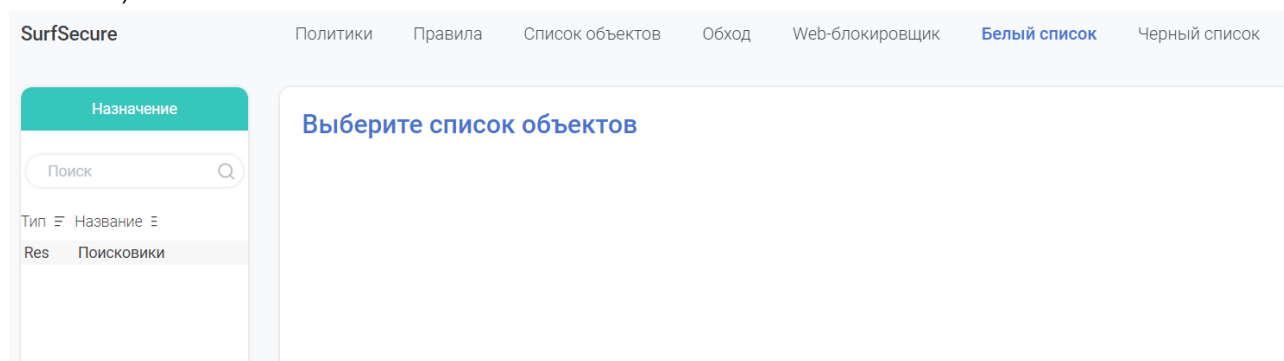 SurfSecure Политики Правила Список объектов Обход Web-блокировщик Белый список Черный список
Назначение
Выберите список объектов
Поиск
Тип Название
Res Поисковики